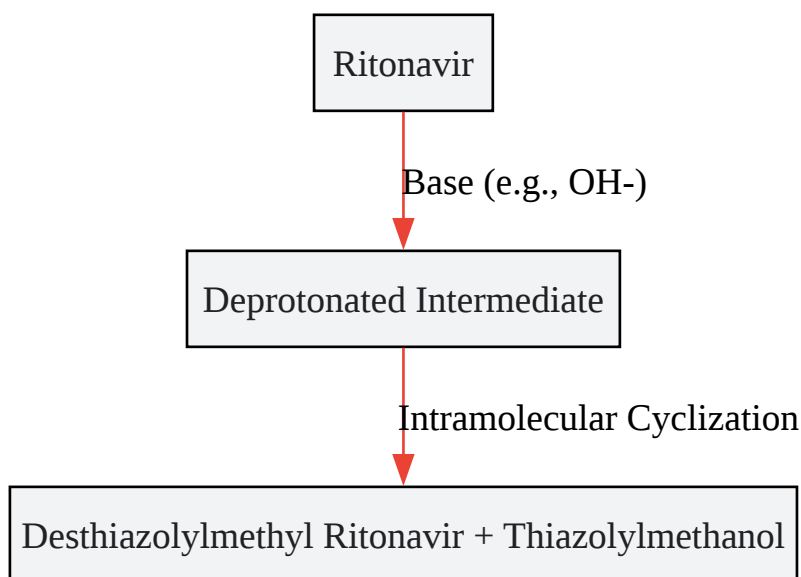 Ritonavir
Base (e.g., OH-)
Deprotonated Intermediate
Intramolecular Cyclization
Desthiazolylmethyl Ritonavir + Thiazolylmethanol